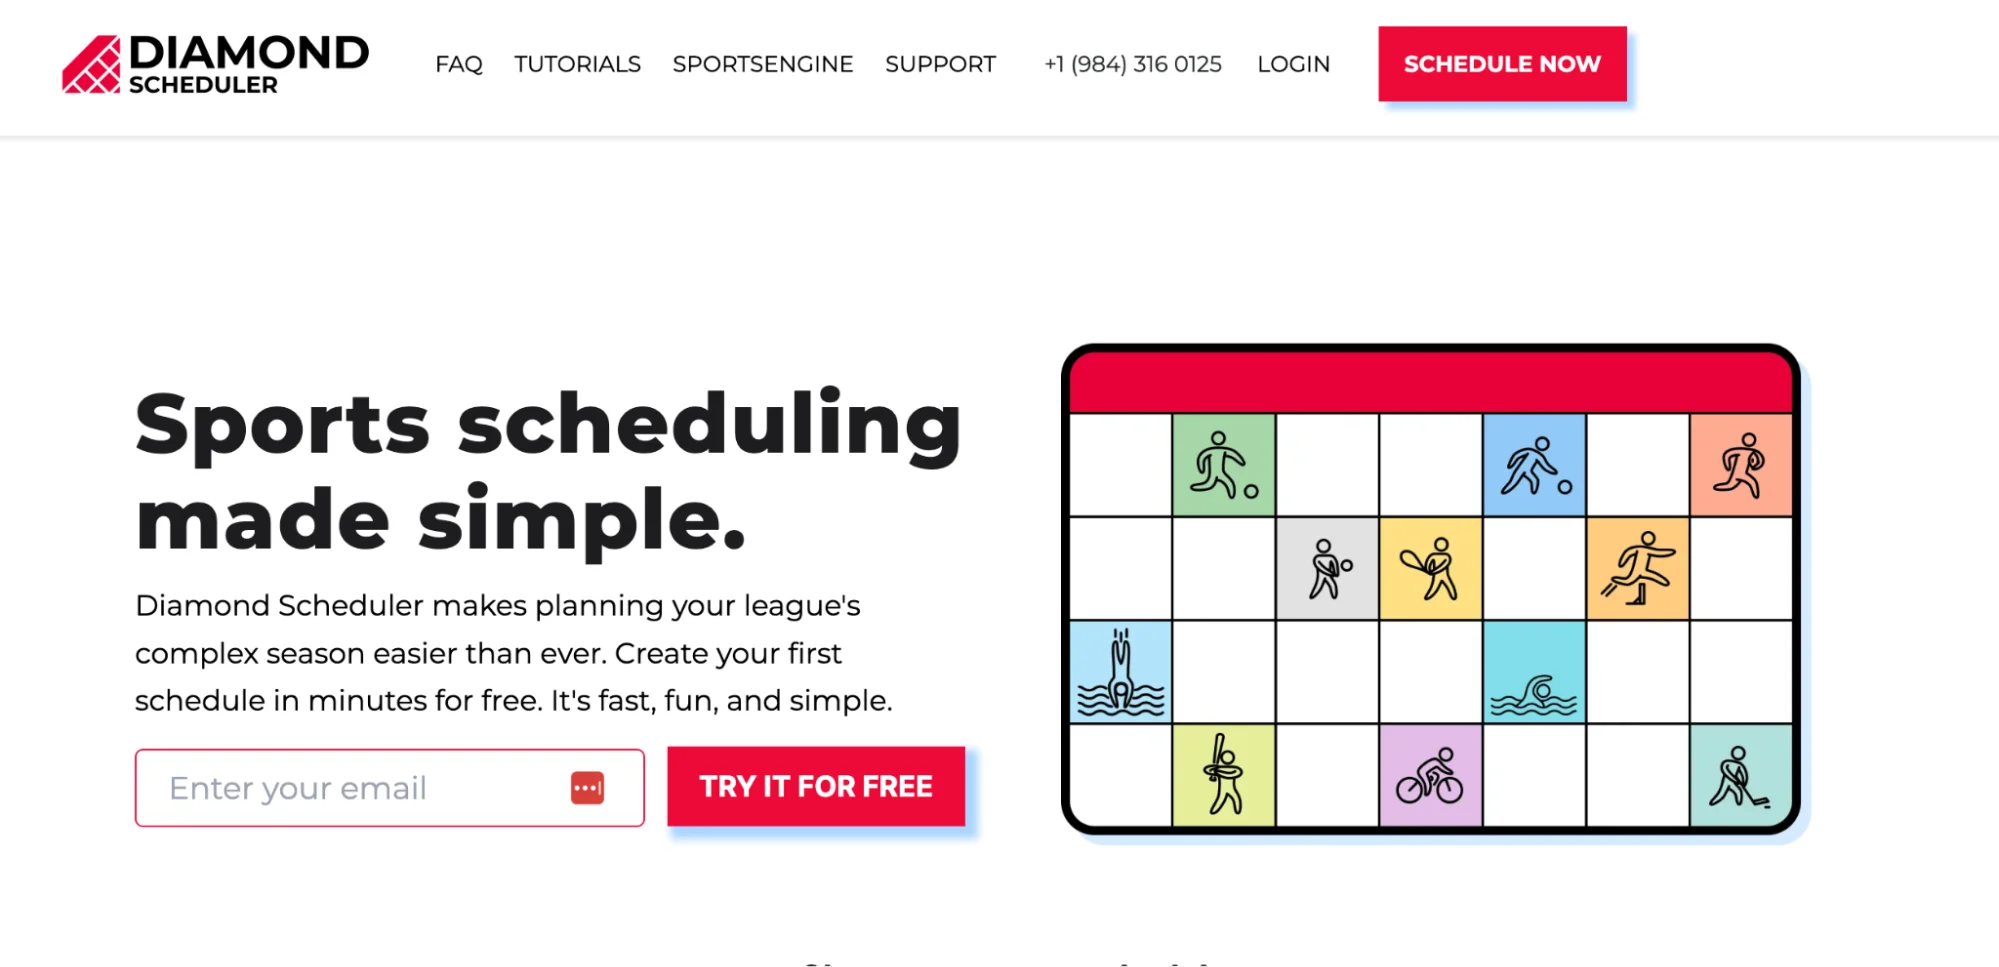 DIAMOND
SCHEDULER
FAQ TUTORIALS SPORTSENGINE SUPPORT +1 (984) 316 0125 LOGIN SCHEDULE NOW
Sports scheduling
made simple.
Diamond Scheduler makes planning your league's
complex season easier than ever. Create your first
schedule in minutes for free. It's fast, fun, and simple.
Enter your email TRY IT FOR FREE